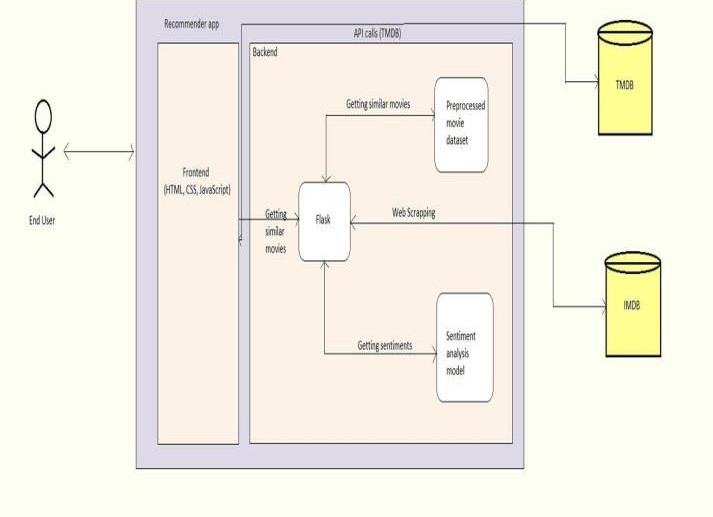 Recommender app
API calls (TMDB)
Backend
TMDB
Getting similar movies
Preprocessed
movie
dataset
Frontend
(HTML, CSS, JavaScript)
End User
Getting
similar
movies
Flask
Web Scrapping
IMDB
Getting sentiments
Sentiment
analysis
model